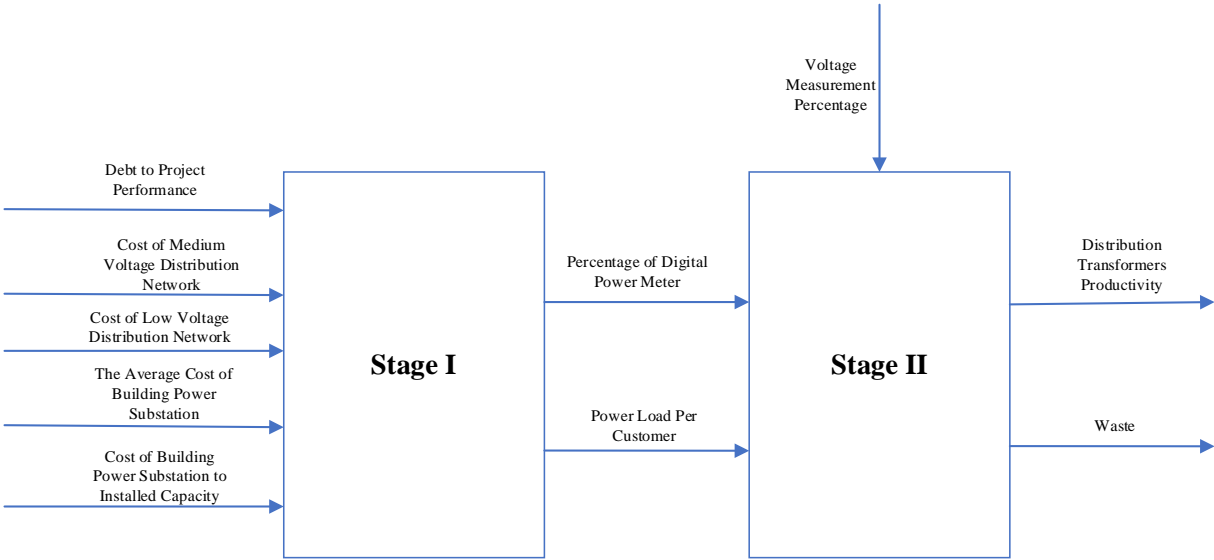 Voltage
Measurement
Percentage
Debt to Project
Performance
Cost of Medium
Voltage Distribution
Network
Cost of Low Voltage
Distribution Network
The Average Cost of
Building Power
Substation
Cost of Building
Power Substation to
Installed Capacity
Stage I
Percentage of Digital
Power Meter
Power Load Per
Customer
Stage II
Distribution
Transformers
Productivity
Waste